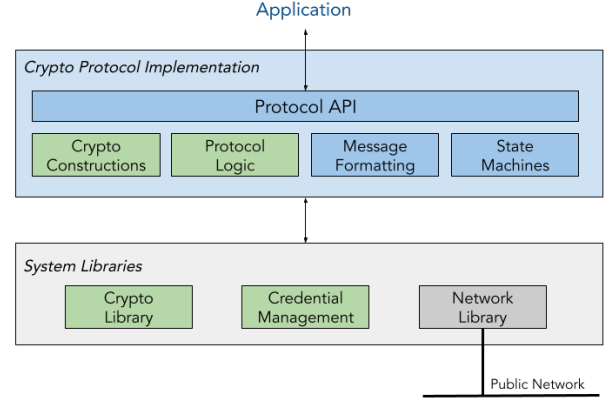 Application
Crypto Protocol Implementation
Protocol API
Crypto
Constructions
Protocol
Logic
Message
Formatting
State
Machines
System Libraries
Crypto
Library
Credential
Management
Network
Library
Public Network